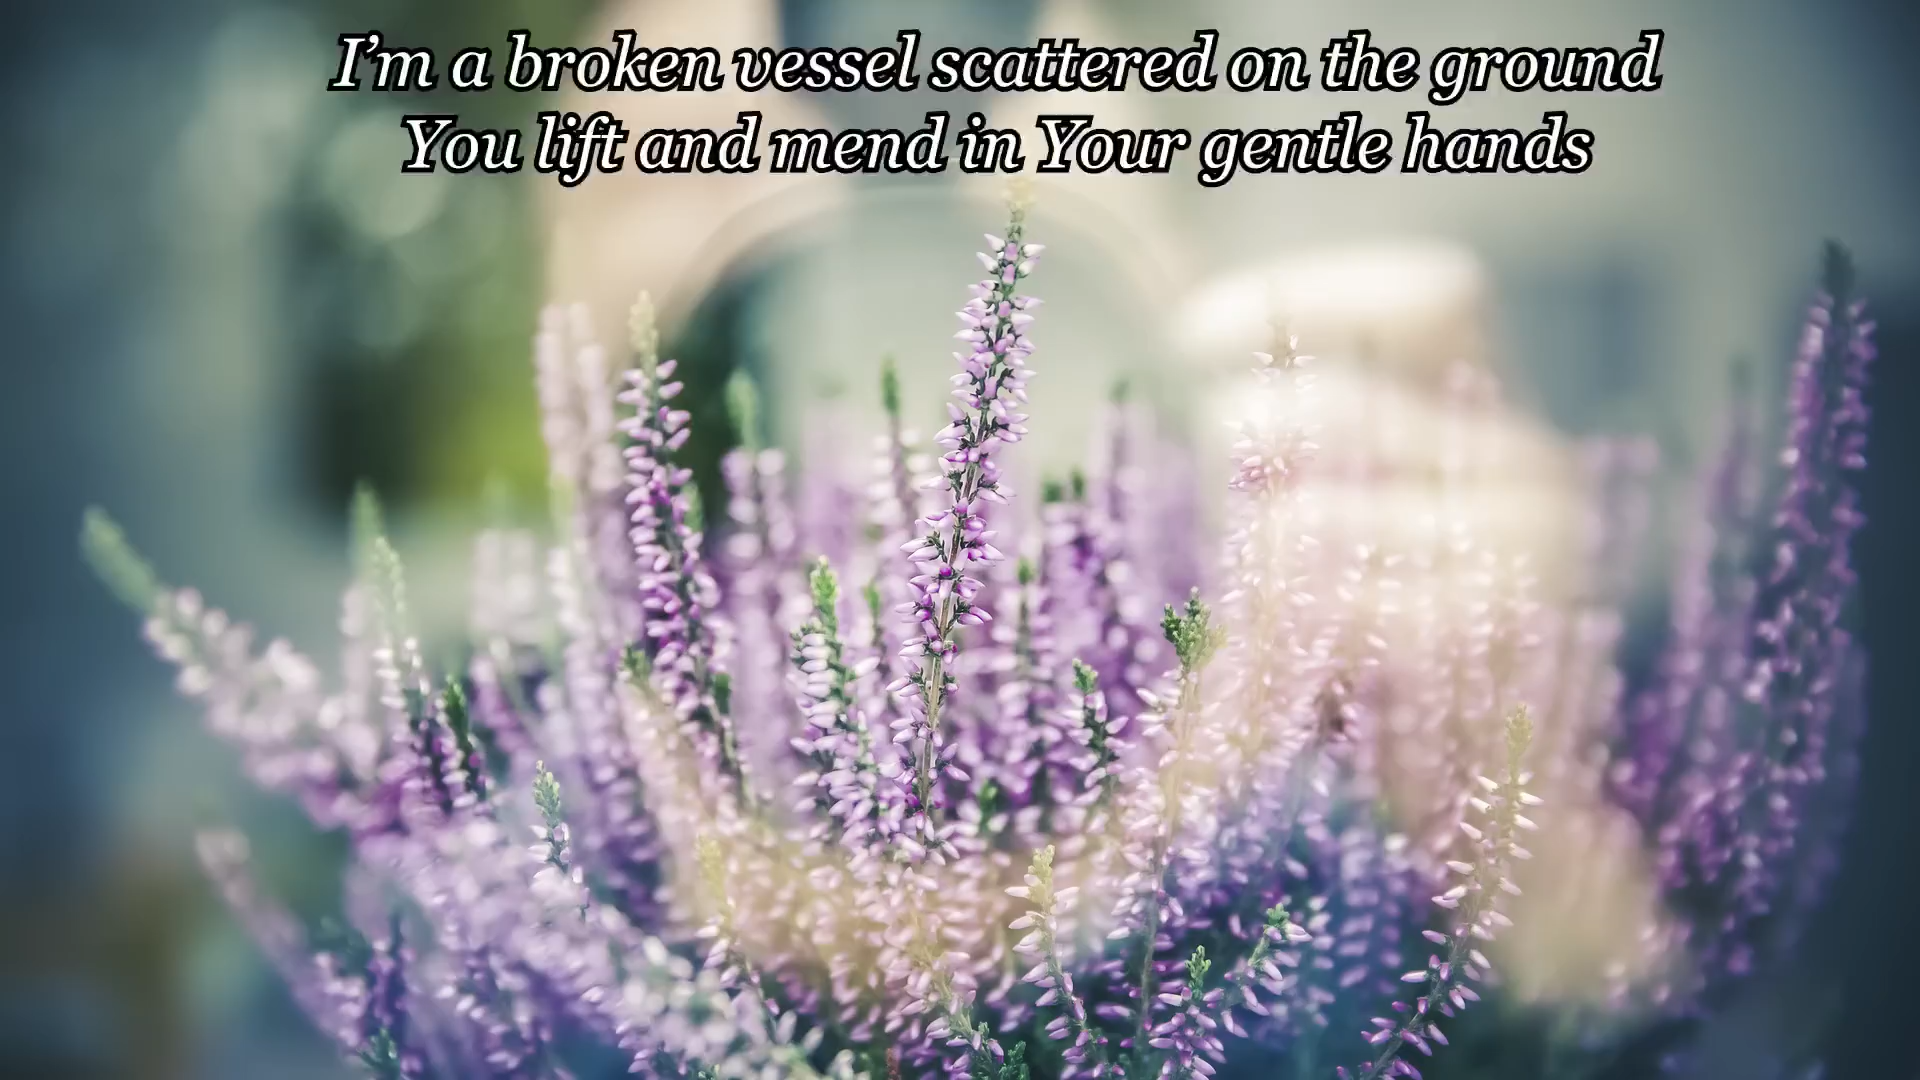 I’m a broken vessel scattered on the ground
You lift and mend in Your gentle hands